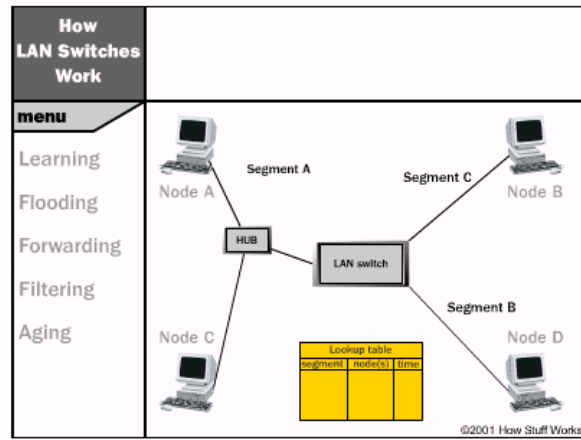 How
LAN Switches
Work
menu
Learning
Flooding
Forwarding
Filtering
Aging
Segment A
Segment C
Node A
Node B
HUB
LAN switch
Segment B
Node C
Node D
Lookup table
segment node(s) time
©2001 How Stuff Works